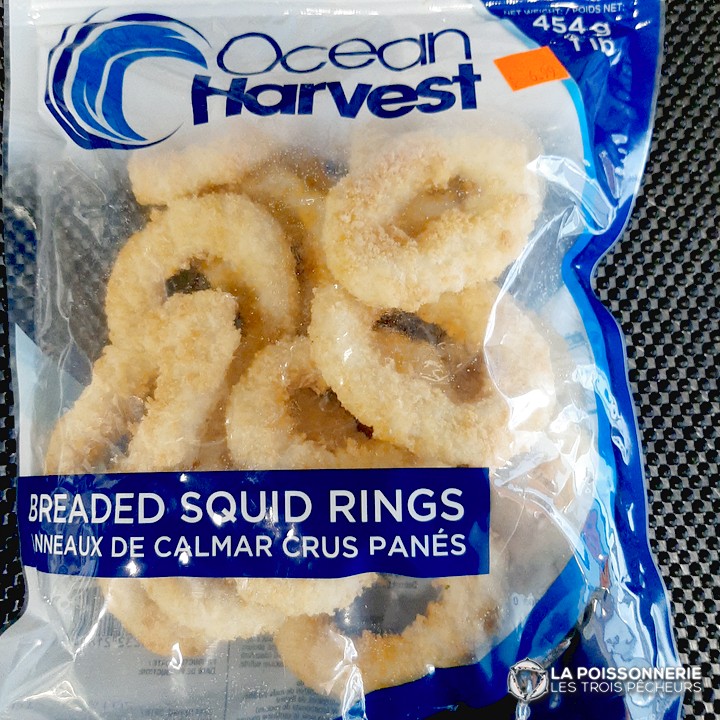 NET WEIGHT: / POIDS NET:
454 g
1 lb
Ocean
Harvest
BREADED SQUID RINGS
ANNEAUX DE CALMAR CRUS PANÉS
LA POISSONNERIE
LES TROIS PÊCHEURS